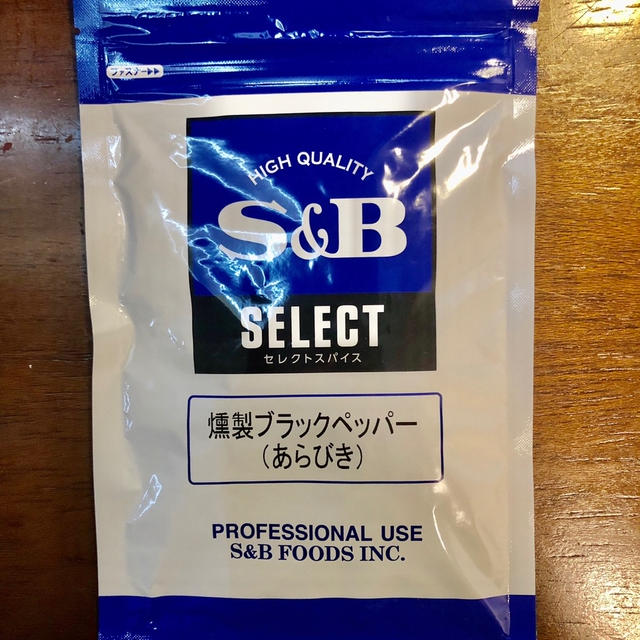 ファスナー▶▶
HIGH QUALITY
S&B
SELECT
セレクトスパイス
燻製ブラックペッパー
(あらびき)
PROFESSIONAL USE
S&B FOODS INC.